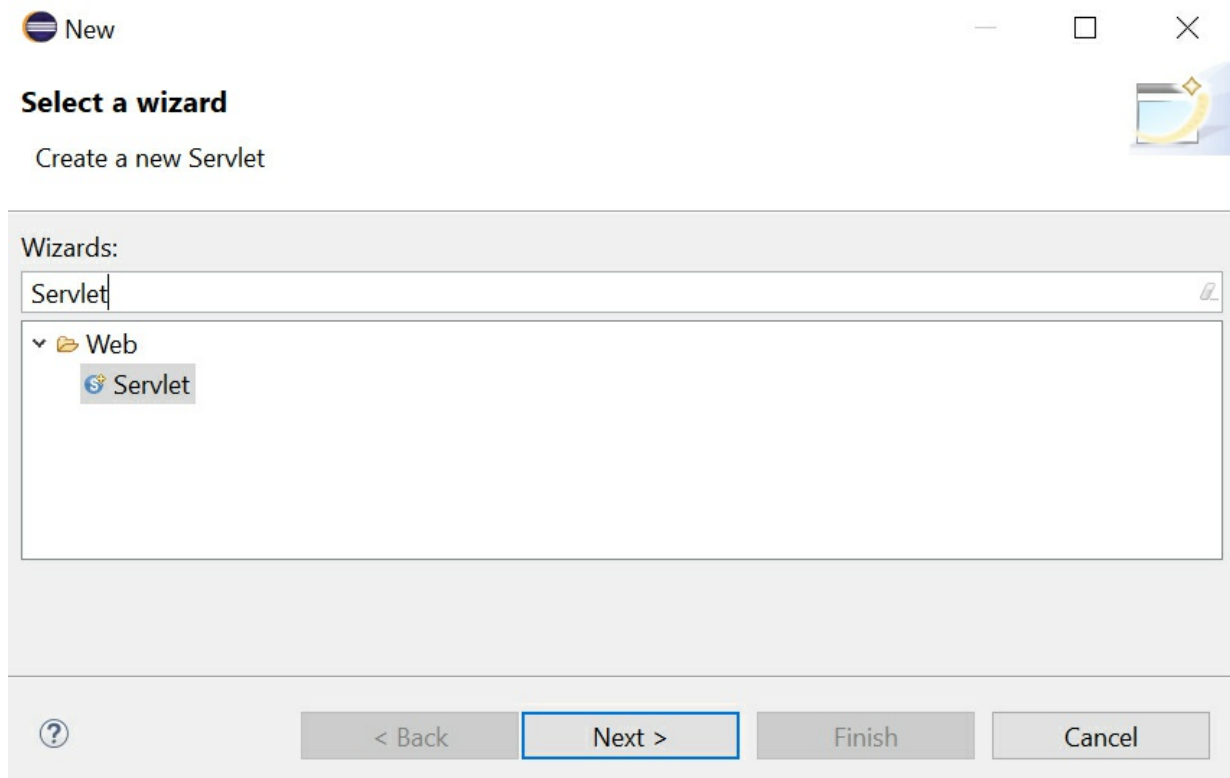 New
Select a wizard
Create a new Servlet
Wizards:
Servlet
Web
Servlet
< Back Next > Finish Cancel